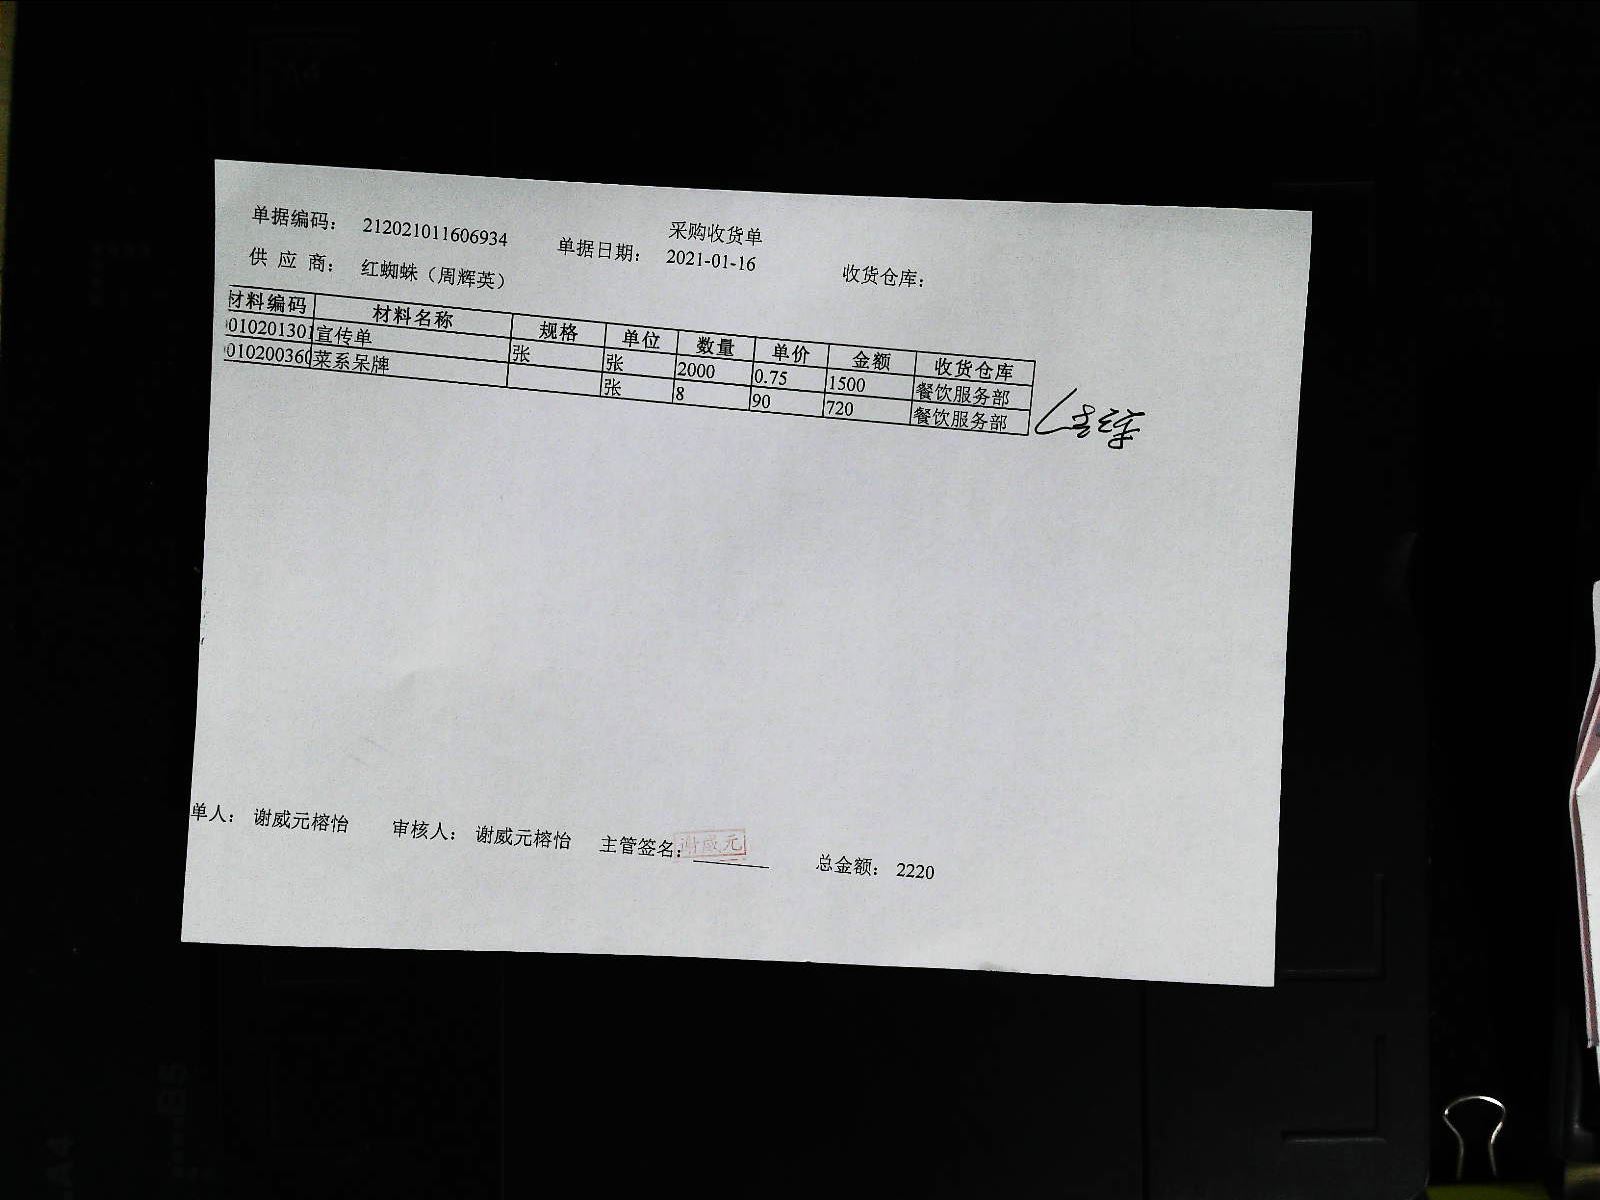 采购收货单
单据编码： 212021011606934 单据日期： 2021-01-16 收货仓库：
供 应 商： 红蜘蛛（周辉英）
材料编码 材料名称 规格 单位 数量 单价 金额 收货仓库
010201301 宣传单 张 张 2000 0.75 1500 餐饮服务部
010200360 菜系呆牌 张 8 90 720 餐饮服务部
单人： 谢威元榕怡 审核人： 谢威元榕怡 主管签名： 谢威元 总金额： 2220
A4
B5